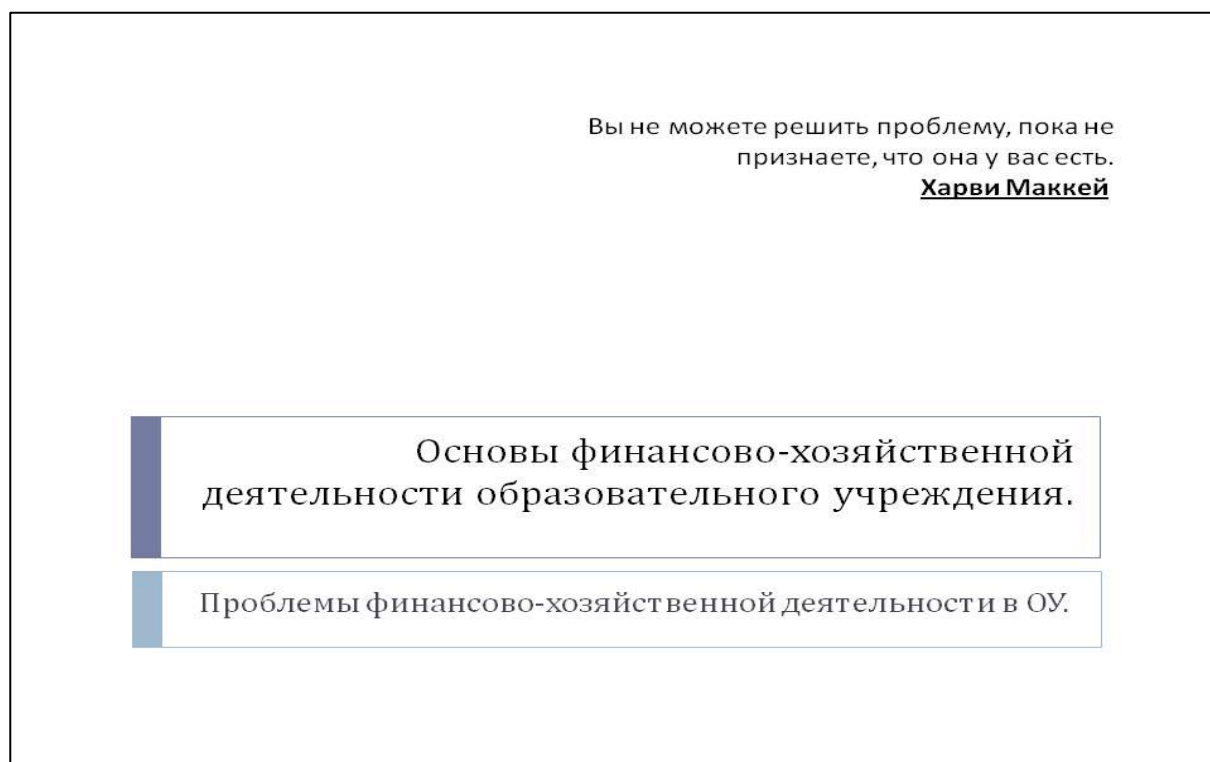 Вы не можете решить проблему, пока не
признаете, что она у вас есть.
Харви Маккей
Основы финансово-хозяйственной
деятельности образовательного учреждения.
Проблемы финансово-хозяйственной деятельности в ОУ.